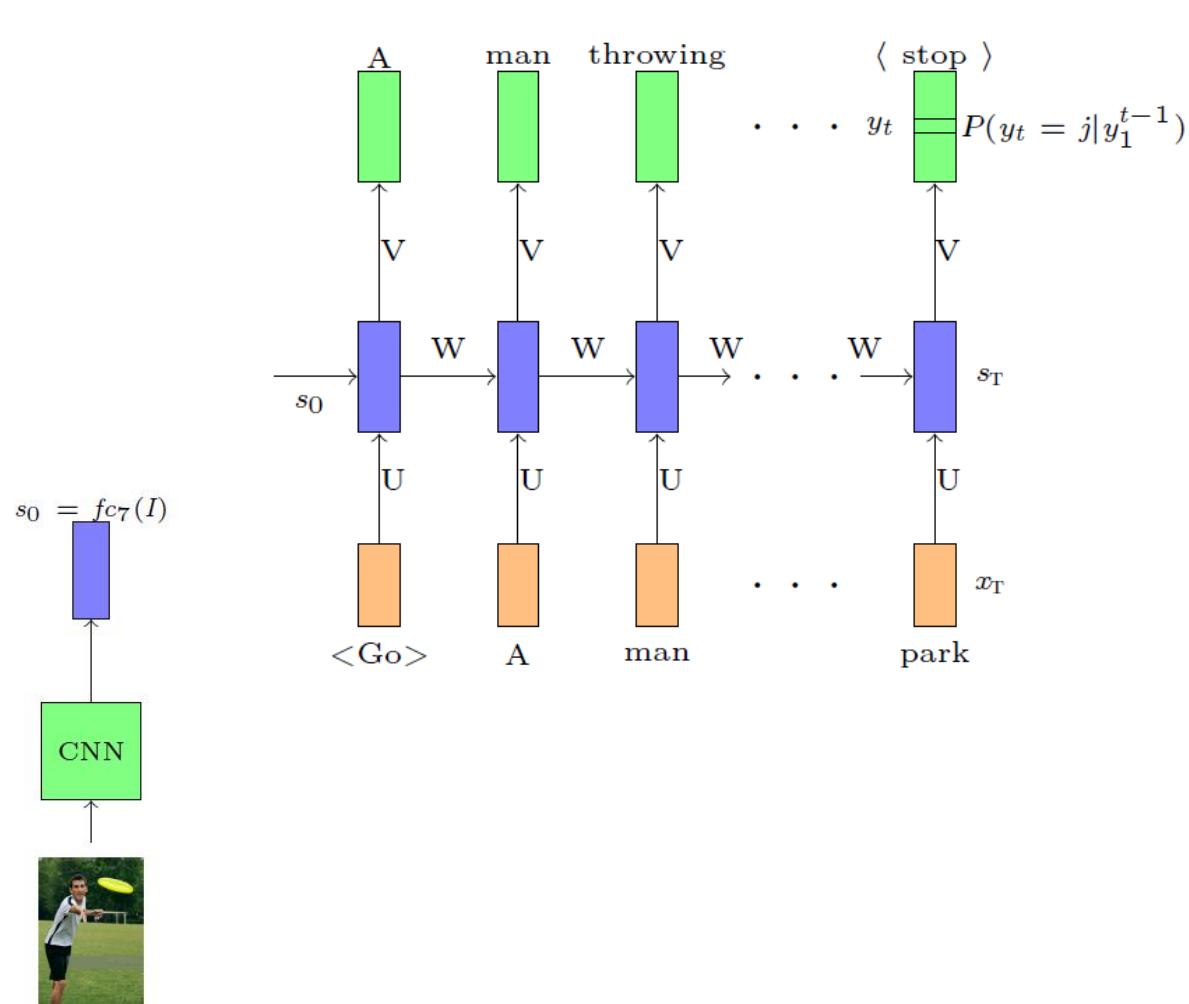 A man throwing ⟨ stop ⟩
· · · y_t P(y_t = j|y_1^{t−1})
V V V V
W W W W
s_0 · · · s_T
U U U U
s_0 = fc_7(I)
· · · x_T
<Go> A man park
CNN